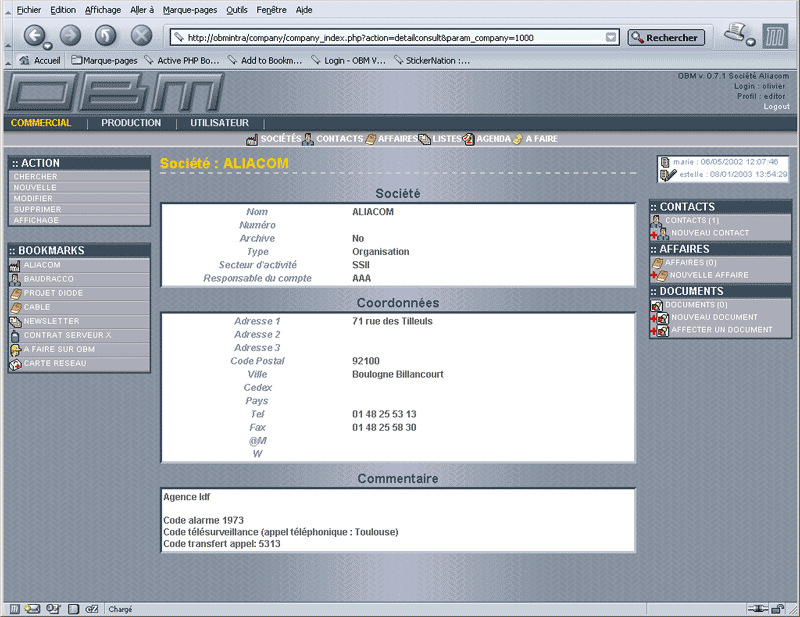 Fichier Edition Affichage Aller à Marque-pages Outils Fenêtre Aide
http://obmintra/company/company_index.php?action=detailconsult&param_company=1000 Rechercher
Accueil Marque-pages Active PHP Bo... Add to Bookm... Login - OBM V... StickerNation :...
OBM
OBM v. 0.7.1 Société Aliacom
Login : olivier
Profil : editor
Logout
COMMERCIAL | PRODUCTION | UTILISATEUR |
SOCIÉTÉS CONTACTS AFFAIRES LISTES AGENDA A FAIRE
:: ACTION
CHERCHER
NOUVELLE
MODIFIER
SUPPRIMER
AFFICHAGE
:: BOOKMARKS
ALIACOM
BAUDRACCO
PROJET DIODE
CABLE
NEWSLETTER
CONTRAT SERVEUR X
A FAIRE SUR OBM
CARTE RESEAU
Société : ALIACOM
Société
Nom ALIACOM
Numéro
Archive No
Type Organisation
Secteur d'activité SSII
Responsable du compte AAA
Coordonnées
Adresse 1 71 rue des Tilleuls
Adresse 2
Adresse 3
Code Postal 92100
Ville Boulogne Billancourt
Cedex
Pays
Tel 01 48 25 53 13
Fax 01 48 25 58 30
@M
W
Commentaire
Agence Idf
Code alarme 1973
Code télésurveillance (appel téléphonique : Toulouse)
Code transfert appel: 5313
marie : 06/05/2002 12:07:46
estelle : 08/01/2003 13:54:29
:: CONTACTS
CONTACTS (1)
NOUVEAU CONTACT
:: AFFAIRES
AFFAIRES (0)
NOUVELLE AFFAIRE
:: DOCUMENTS
DOCUMENTS (0)
NOUVEAU DOCUMENT
AFFECTER UN DOCUMENT
Chargé